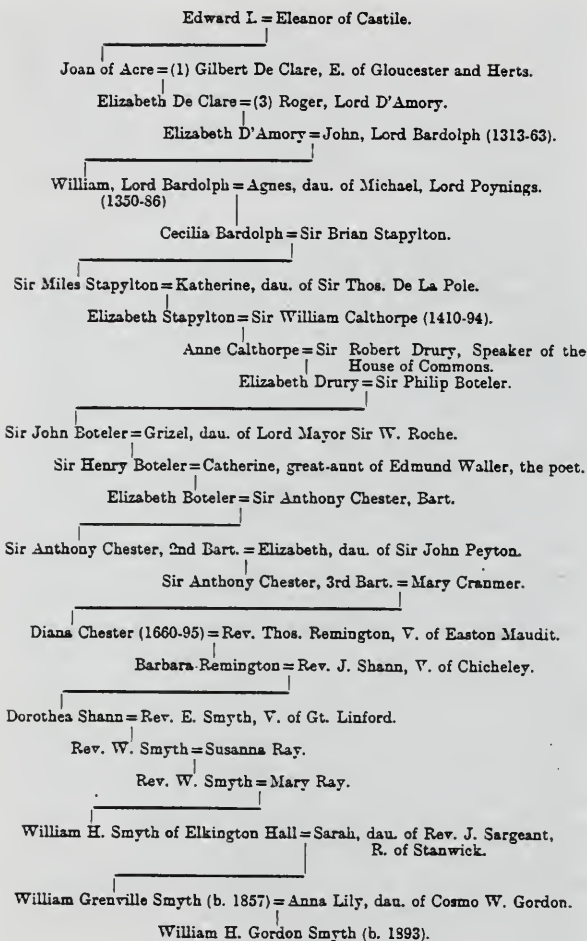 Edward I. = Eleanor of Castile.
Joan of Acre = (1) Gilbert De Clare, E. of Gloucester and Herts.
Elizabeth De Clare = (3) Roger, Lord D'Amory.
Elizabeth D'Amory = John, Lord Bardolph (1313-63).
William, Lord Bardolph = Agnes, dau. of Michael, Lord Poynings.
(1350-86)
Cecilia Bardolph = Sir Brian Stapylton.
Sir Miles Stapylton = Katherine, dau. of Sir Thos. De La Pole.
Elizabeth Stapylton = Sir William Calthorpe (1410-94).
Anne Calthorpe = Sir Robert Drury, Speaker of the
House of Commons.
Elizabeth Drury = Sir Philip Boteler.
Sir John Boteler = Grizel, dau. of Lord Mayor Sir W. Roche.
Sir Henry Boteler = Catherine, great-aunt of Edmund Waller, the poet.
Elizabeth Boteler = Sir Anthony Chester, Bart.
Sir Anthony Chester, 2nd Bart. = Elizabeth, dau. of Sir John Peyton.
Sir Anthony Chester, 3rd Bart. = Mary Cranmer.
Diana Chester (1660-95) = Rev. Thos. Remington, V. of Easton Maudit.
Barbara Remington = Rev. J. Shann, V. of Chicheley.
Dorothea Shann = Rev. E. Smyth, V. of Gt. Linford.
Rev. W. Smyth = Susanna Ray.
Rev. W. Smyth = Mary Ray.
William H. Smyth of Elkington Hall = Sarah, dau. of Rev. J. Sargeant,
R. of Stanwick.
William Grenville Smyth (b. 1857) = Anna Lily, dau. of Cosmo W. Gordon.
William H. Gordon Smyth (b. 1893).